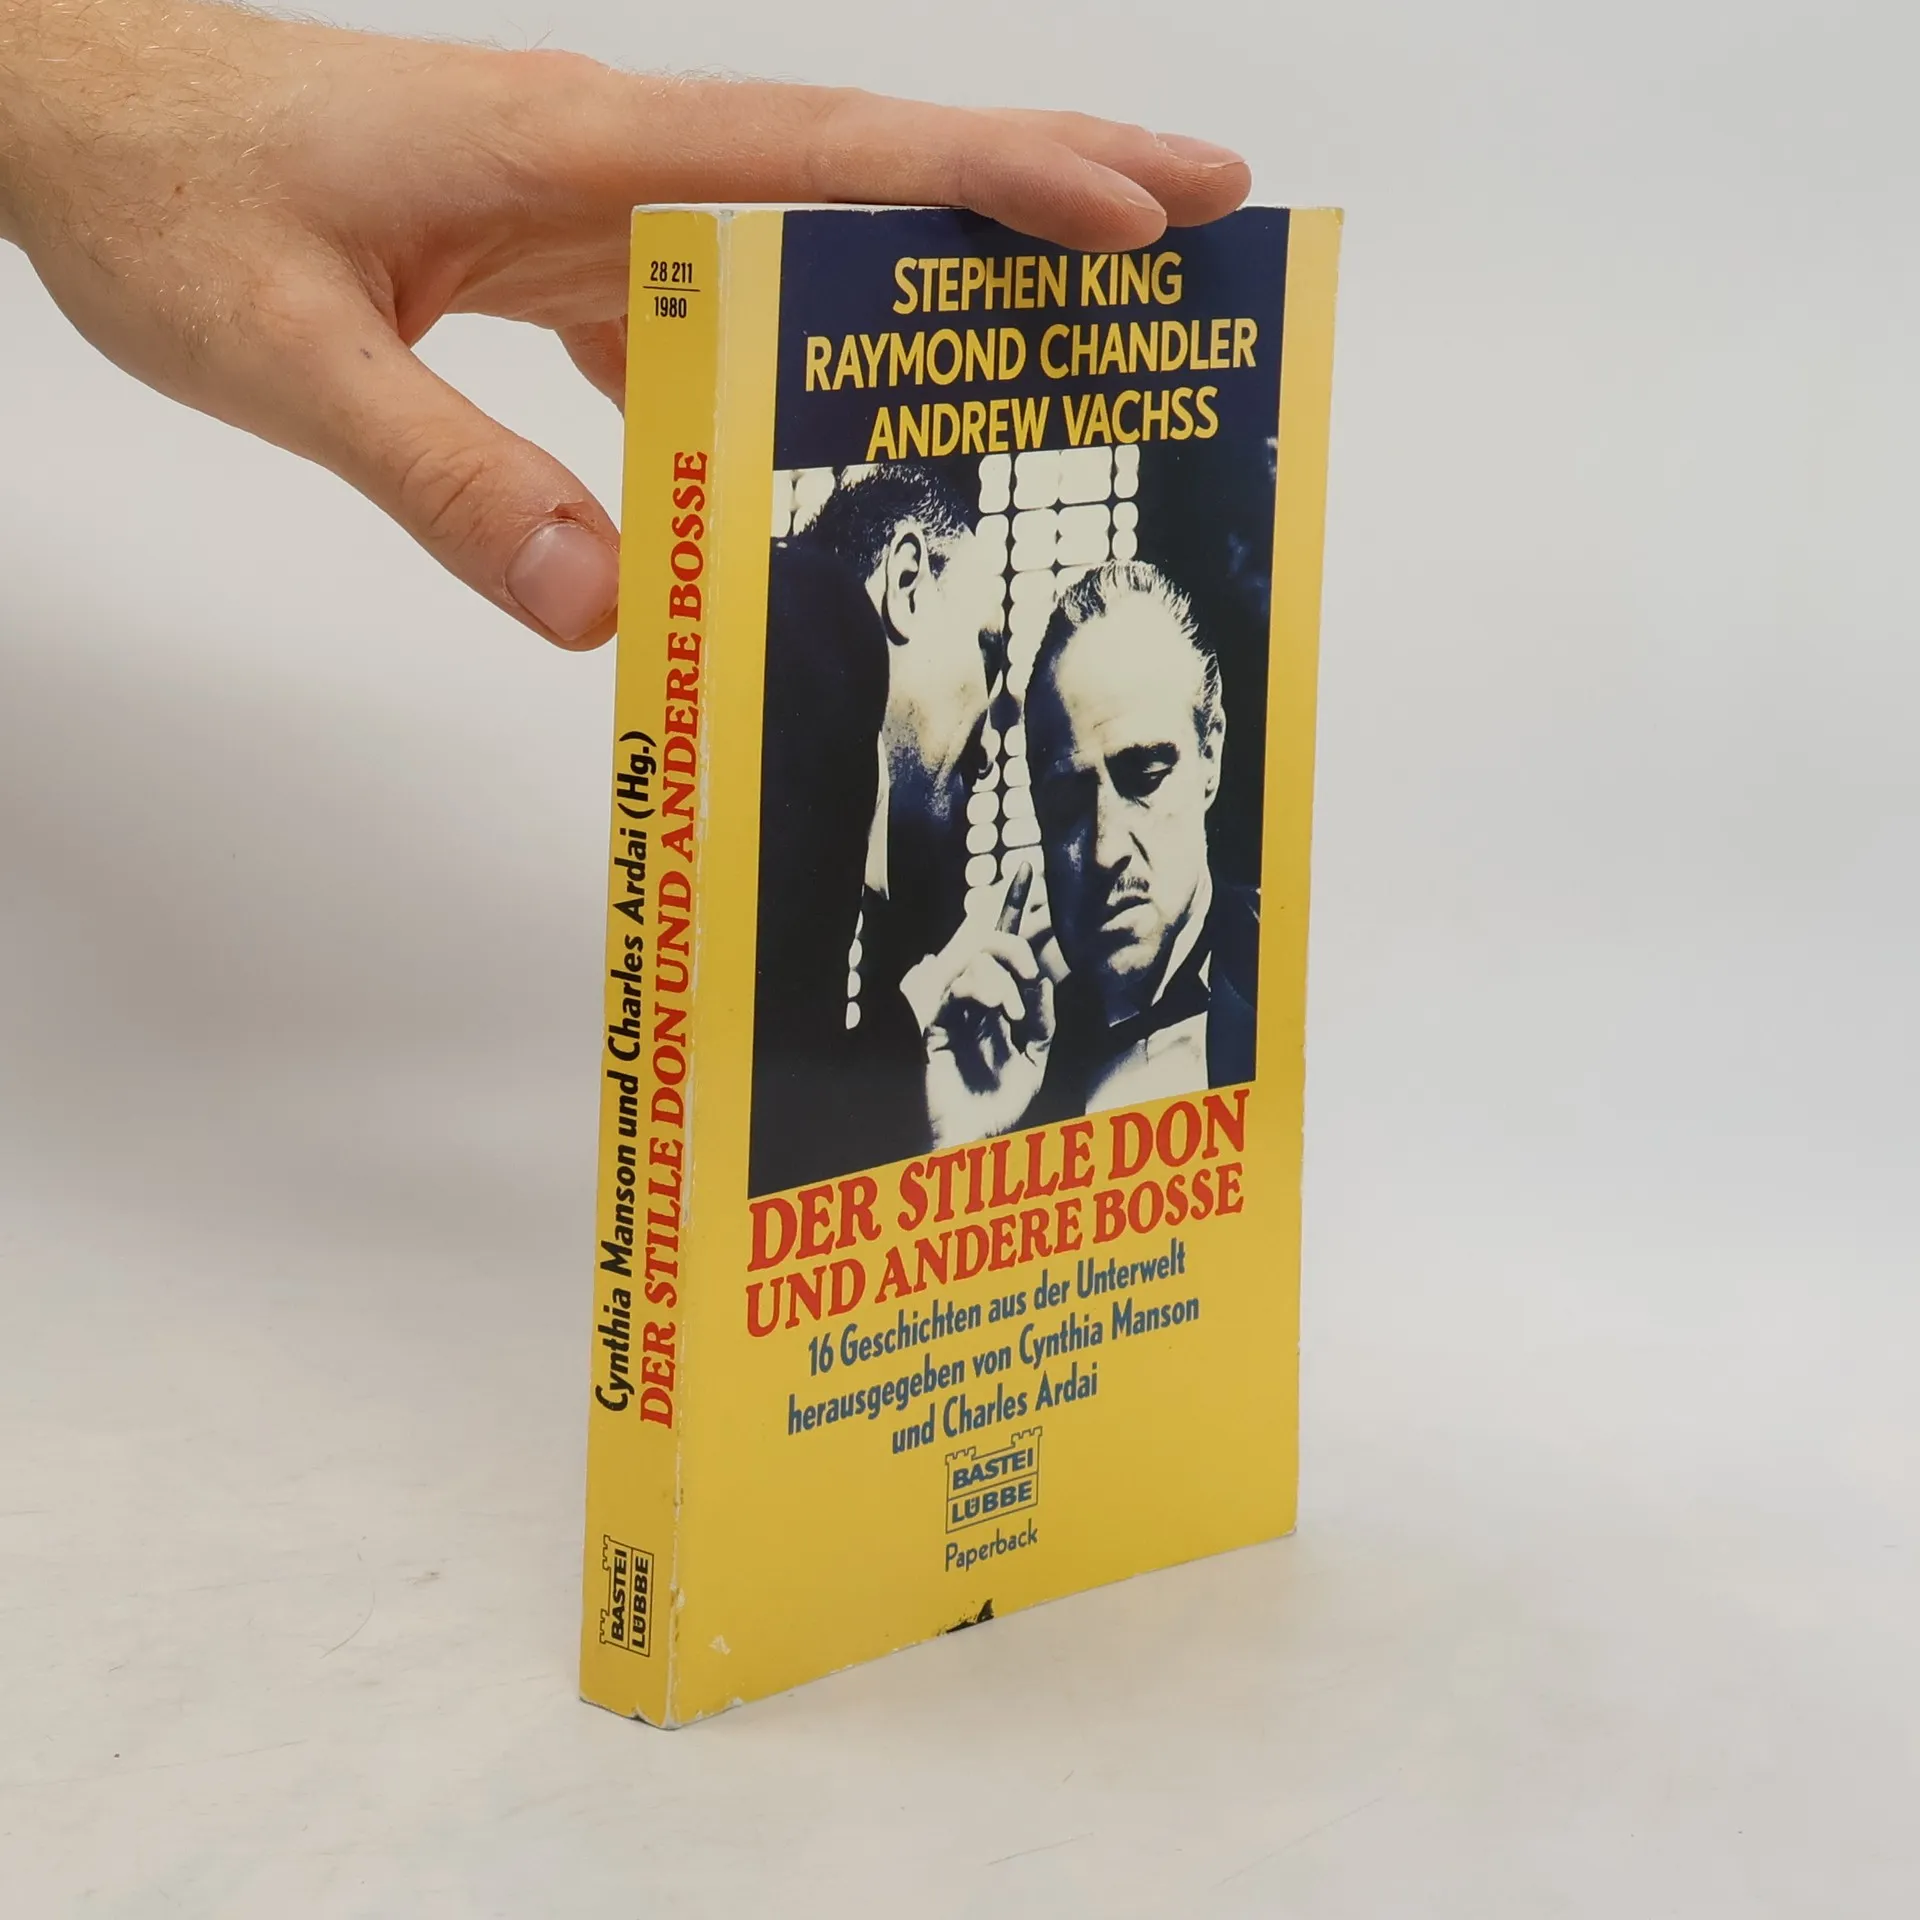 28 211
1980
Cynthia Manson und Charles Ardai (Hg.)
DER STILLE DON UND ANDERE BOSSE
BASTEI
LÜBBE
STEPHEN KING
RAYMOND CHANDLER
ANDREW VACHSS
DER STILLE DON
UND ANDERE BOSSE
16 Geschichten aus der Unterwelt
herausgegeben von Cynthia Manson
und Charles Ardai
BASTEI
LÜBBE
Paperback